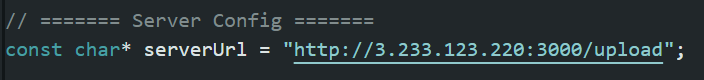 // ======= Server Config =======
const char* serverUrl = "http://3.233.123.220:3000/upload";